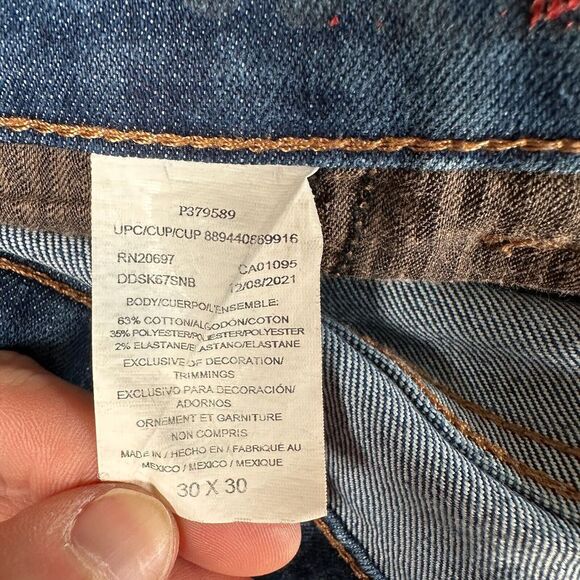 P379589
UPC/CUP/CUP 889440869916
RN20697 CA01095
DDSK67SNB 12/08/2021
BODY/CUERPO/L'ENSEMBLE:
63% COTTON/ALGODÓN/COTON
35% POLYESTER/POLIESTER/POLYESTER
2% ELASTANE/ELASTANO/ELASTANE
EXCLUSIVE OF DECORATION/
TRIMMINGS
EXCLUSIVO PARA DECORACIÓN/
ADORNOS
ORNEMENT ET GARNITURE
NON COMPRIS
MADE IN / HECHO EN / FABRIQUÉ AU
MEXICO / MEXICO / MEXIQUE
30 X 30